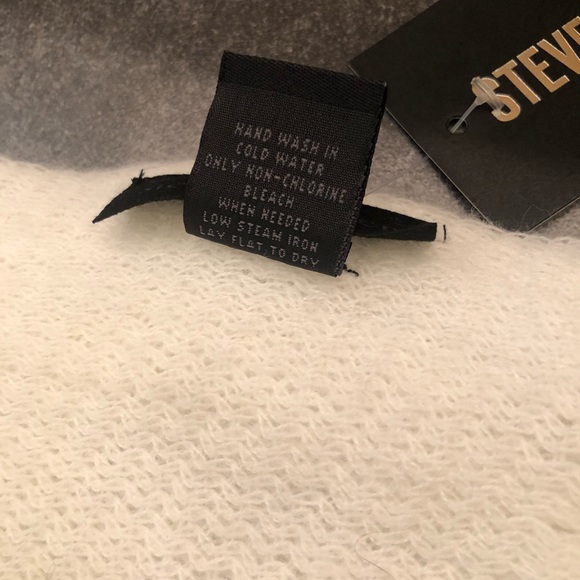 HAND WASH IN
COLD WATER
ONLY NON-CHLORINE
BLEACH
WHEN NEEDED
LOW STEAM IRON
LAY FLAT TO DRY
STEVE